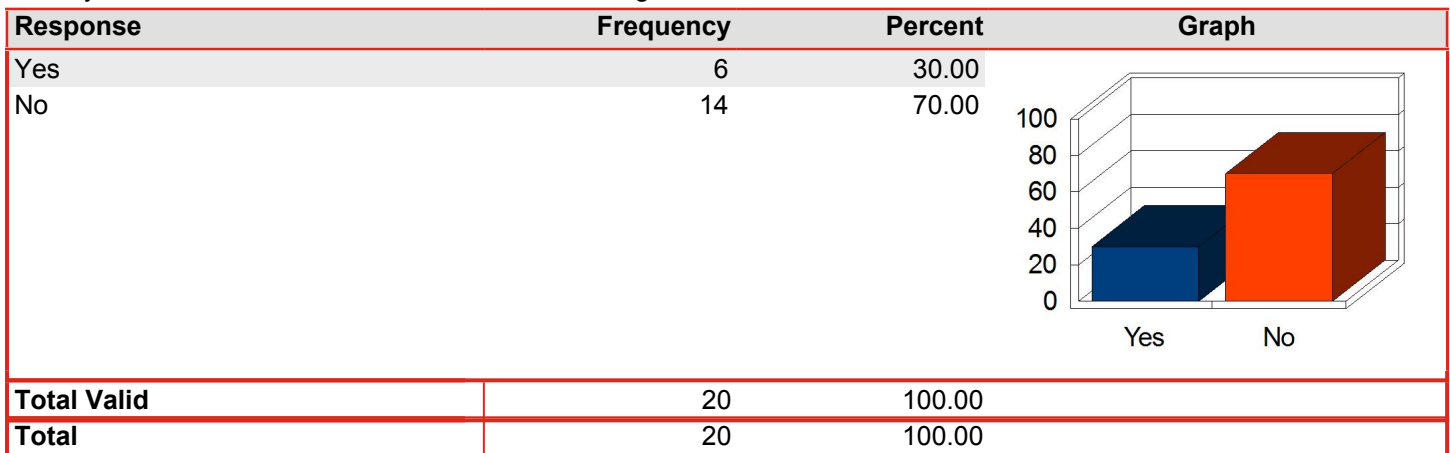 Response Frequency Percent Graph
Yes 6 30.00
No 14 70.00
100
80
60
40
20
0
Yes No
Total Valid 20 100.00
Total 20 100.00